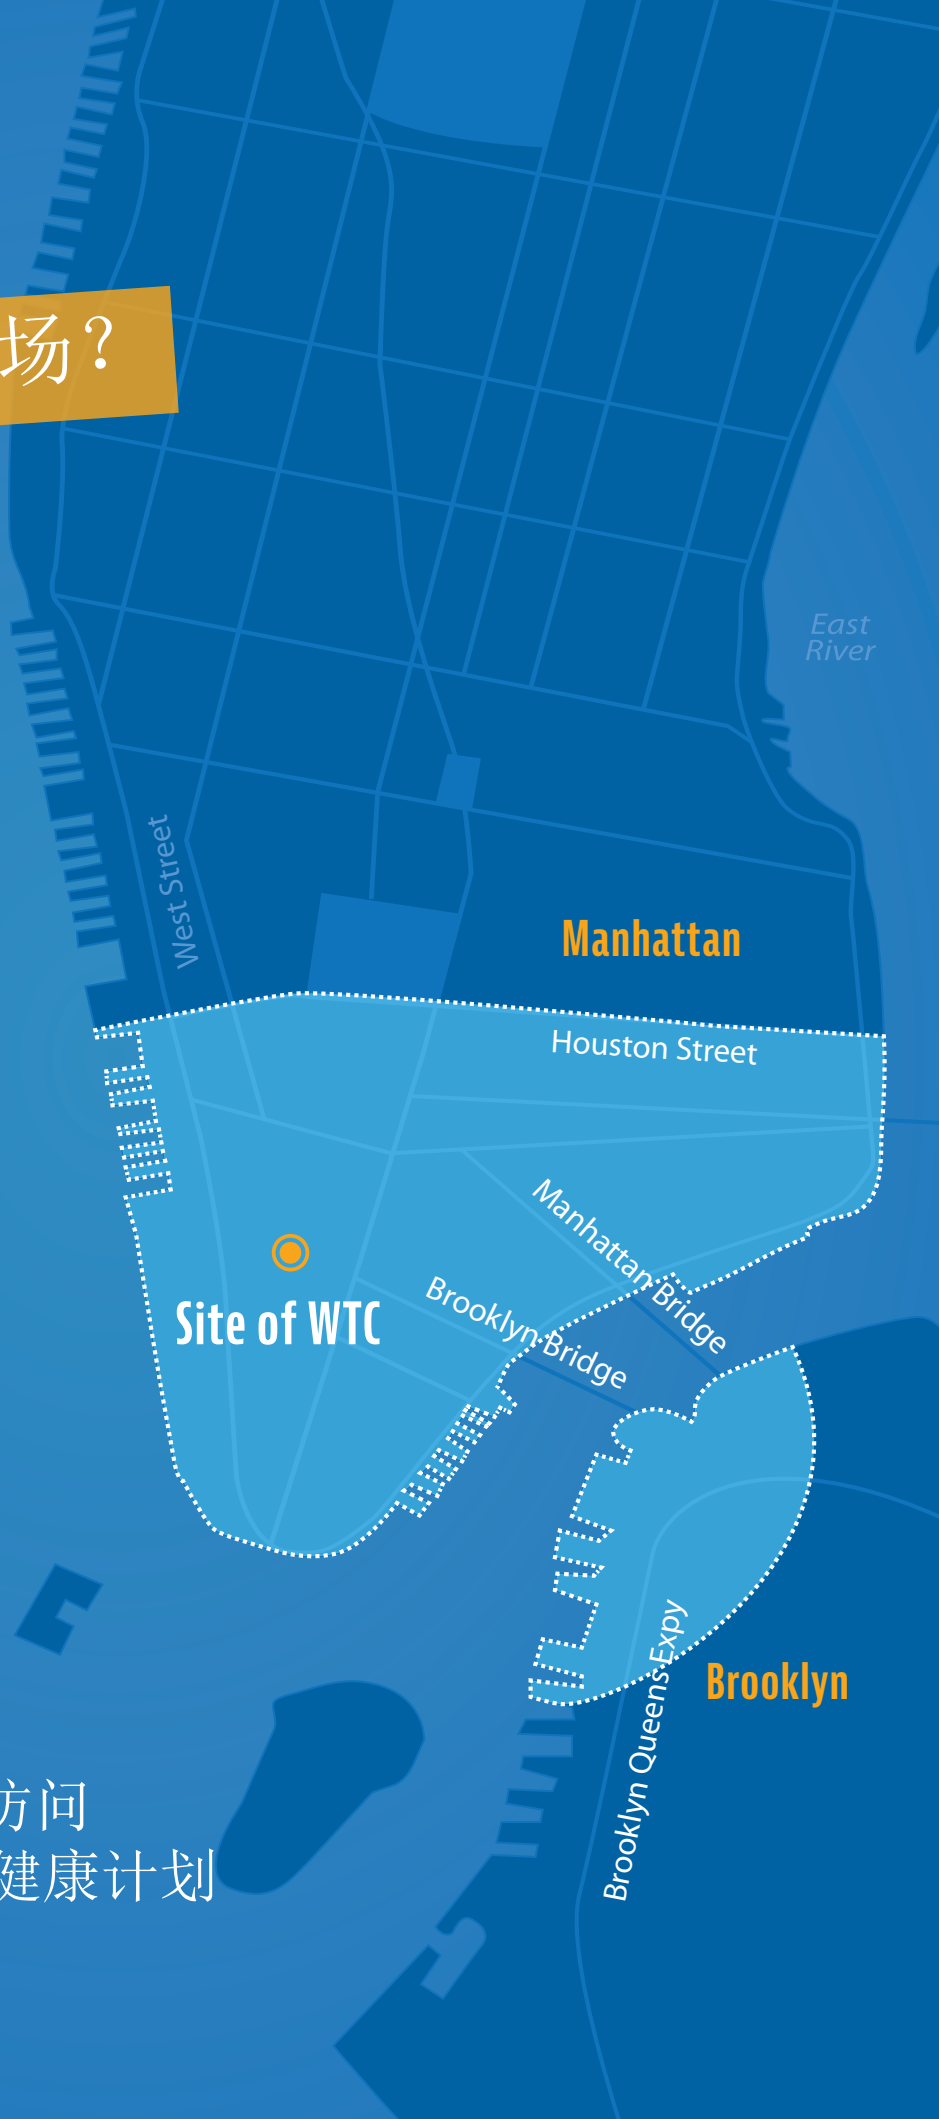 场？
East
River
West Street
Manhattan
Houston Street
Manhattan Bridge
Brooklyn Bridge
Site of WTC
Brooklyn Queens Expy
Brooklyn
访问
健康计划